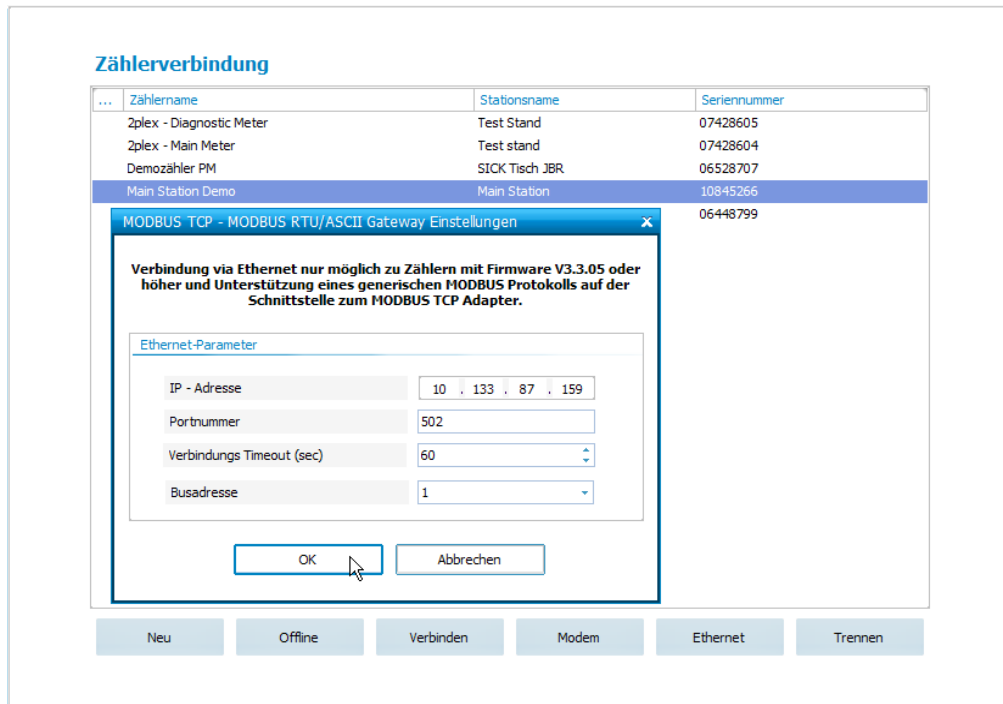 Zählerverbindung
... Zählername Stationsname Seriennummer
2plex - Diagnostic Meter Test Stand 07428605
2plex - Main Meter Test stand 07428604
Demozähler PM SICK Tisch JBR 06528707
Main Station Demo Main Station 10845266
06448799
MODBUS TCP - MODBUS RTU/ASCII Gateway Einstellungen x
Verbindung via Ethernet nur möglich zu Zählern mit Firmware V3.3.05 oder
höher und Unterstützung eines generischen MODBUS Protokolls auf der
Schnittstelle zum MODBUS TCP Adapter.
Ethernet-Parameter
IP - Adresse 10 . 133 . 87 . 159
Portnummer 502
Verbindungs Timeout (sec) 60
Busadresse 1
OK Abbrechen
Neu Offline Verbinden Modem Ethernet Trennen